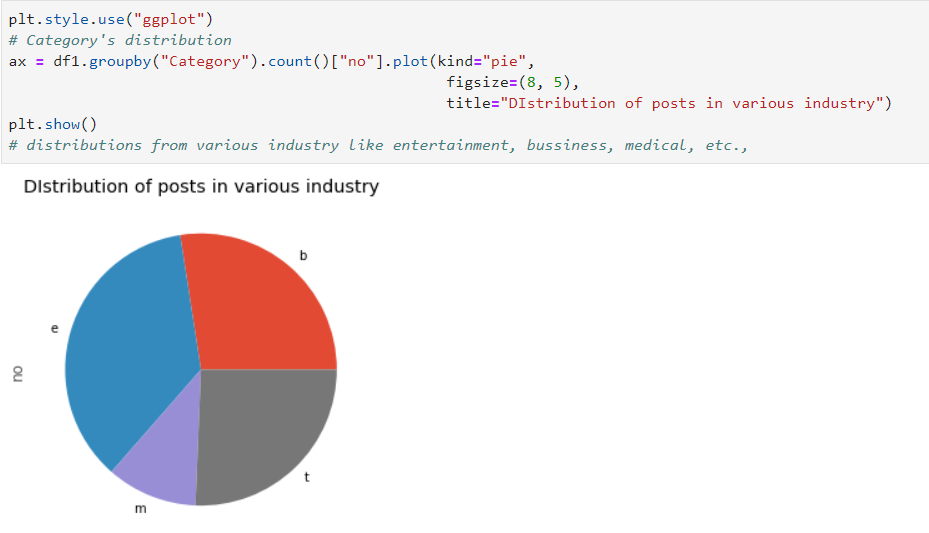 plt.style.use("ggplot")
# Category's distribution
ax = df1.groupby("Category").count()["no"].plot(kind="pie",
figsize=(8, 5),
title="DIstribution of posts in various industry")
plt.show()
# distributions from various industry like entertainment, bussiness, medical, etc.,
DIstribution of posts in various industry
b
e
no
t
m